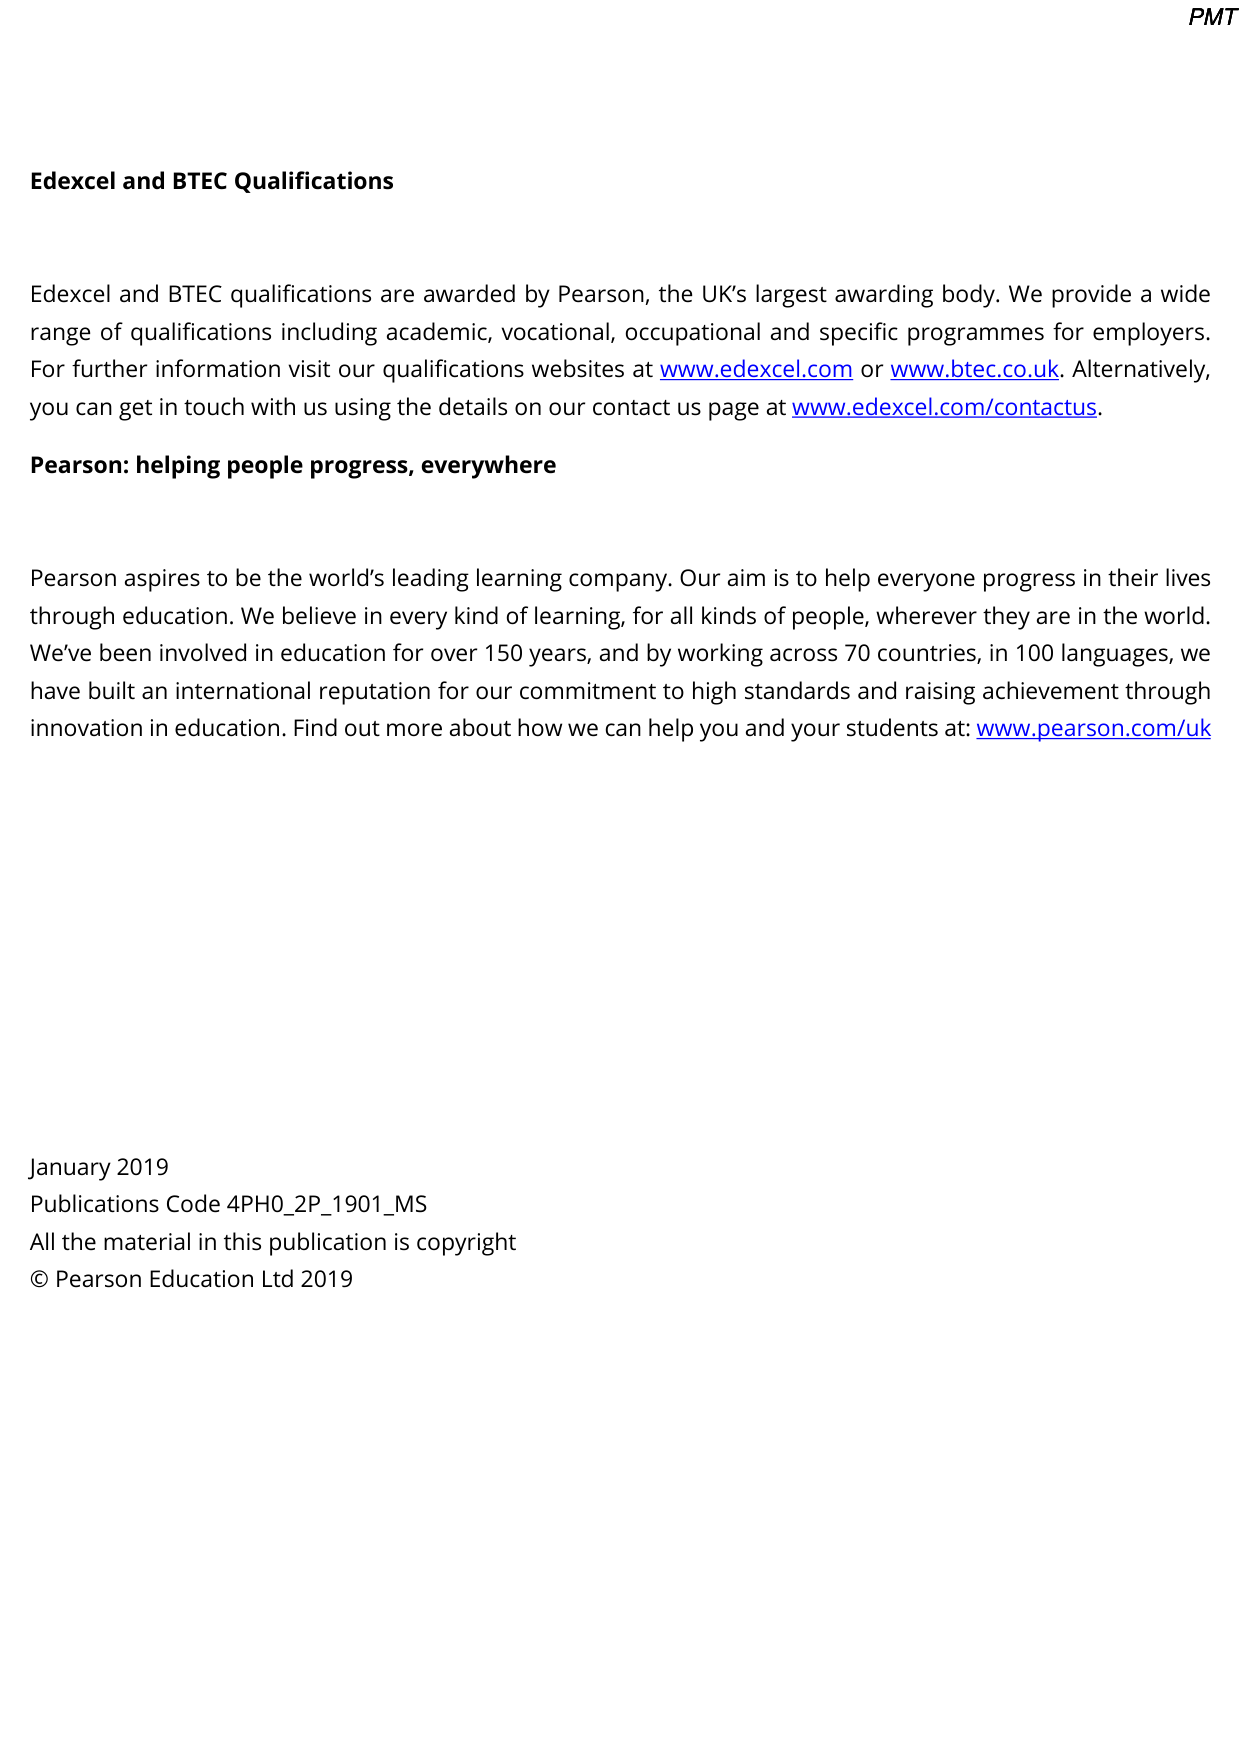 PMT
Edexcel and BTEC Qualifications
Edexcel and BTEC qualifications are awarded by Pearson, the UK’s largest awarding body. We provide a wide
range of qualifications including academic, vocational, occupational and specific programmes for employers.
For further information visit our qualifications websites at www.edexcel.com or www.btec.co.uk. Alternatively,
you can get in touch with us using the details on our contact us page at www.edexcel.com/contactus.
Pearson: helping people progress, everywhere
Pearson aspires to be the world’s leading learning company. Our aim is to help everyone progress in their lives
through education. We believe in every kind of learning, for all kinds of people, wherever they are in the world.
We’ve been involved in education for over 150 years, and by working across 70 countries, in 100 languages, we
have built an international reputation for our commitment to high standards and raising achievement through
innovation in education. Find out more about how we can help you and your students at: www.pearson.com/uk
January 2019
Publications Code 4PH0_2P_1901_MS
All the material in this publication is copyright
© Pearson Education Ltd 2019